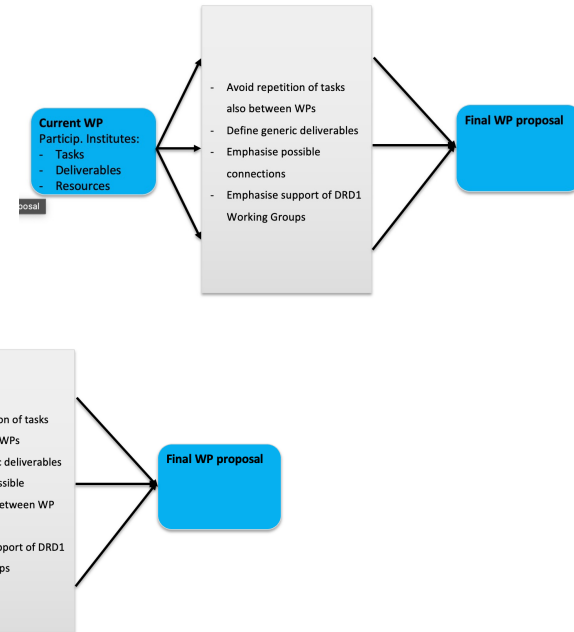 Current WP
Particip. Institutes:
- Tasks
- Deliverables
- Resources
posal
- Avoid repetition of tasks
also between WPs
- Define generic deliverables
- Emphasise possible
connections
- Emphasise support of DRD1
Working Groups
Final WP proposal
on of tasks
WPs
c deliverables
ssible
etween WP
pport of DRD1
ps
Final WP proposal